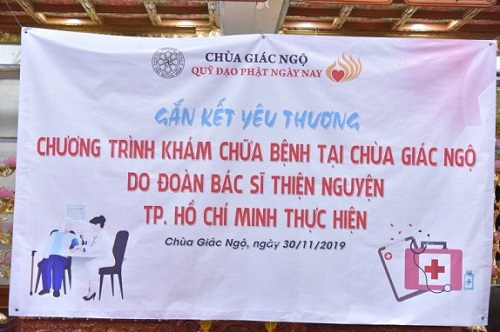 CHÙA GIÁC NGỘ
QUỸ ĐẠO PHẬT NGÀY NAY
GẮN KẾT YÊU THƯƠNG
CHƯƠNG TRÌNH KHÁM CHỮA BỆNH TẠI CHÙA GIÁC NGỘ
DO ĐOÀN BÁC SĨ THIỆN NGUYỆN
TP. HỒ CHÍ MINH THỰC HIỆN
Chùa Giác Ngộ, ngày 30/11/2019